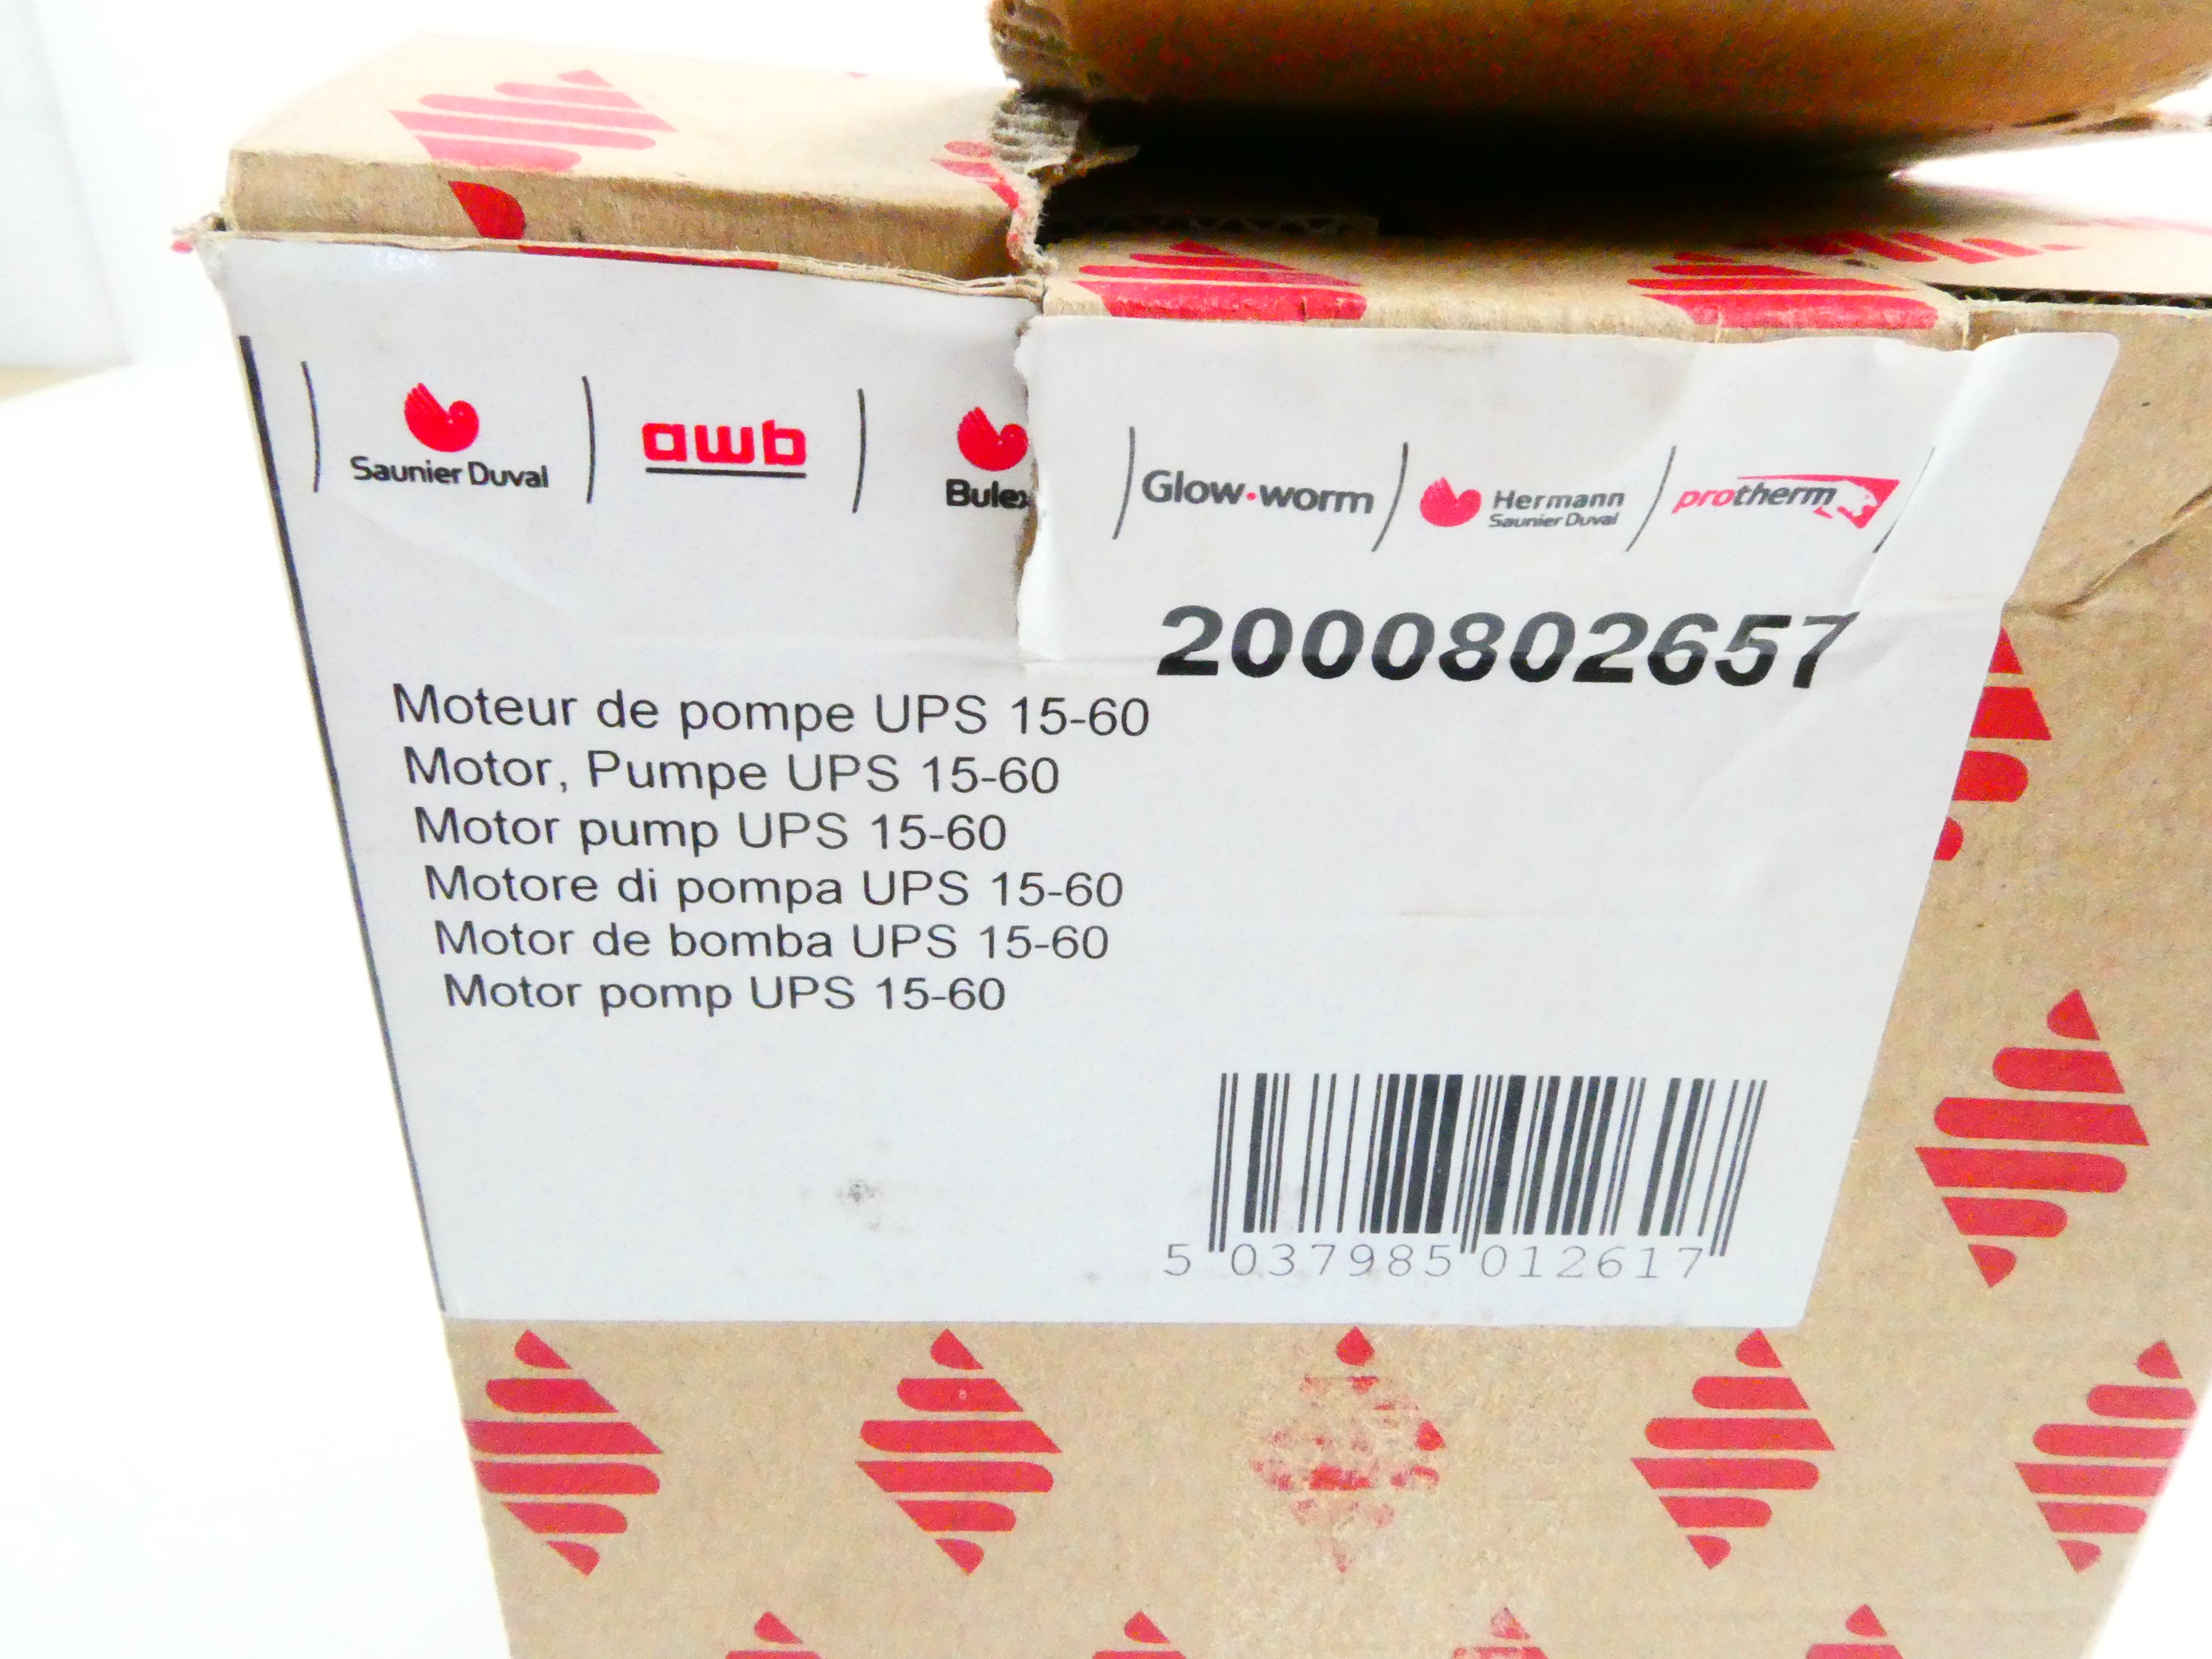 Saunier Duval awb Bulex Glow-worm Hermann Saunier Duval protherm
2000802657
Moteur de pompe UPS 15-60
Motor, Pumpe UPS 15-60
Motor pump UPS 15-60
Motore di pompa UPS 15-60
Motor de bomba UPS 15-60
Motor pomp UPS 15-60
5 037985 012617